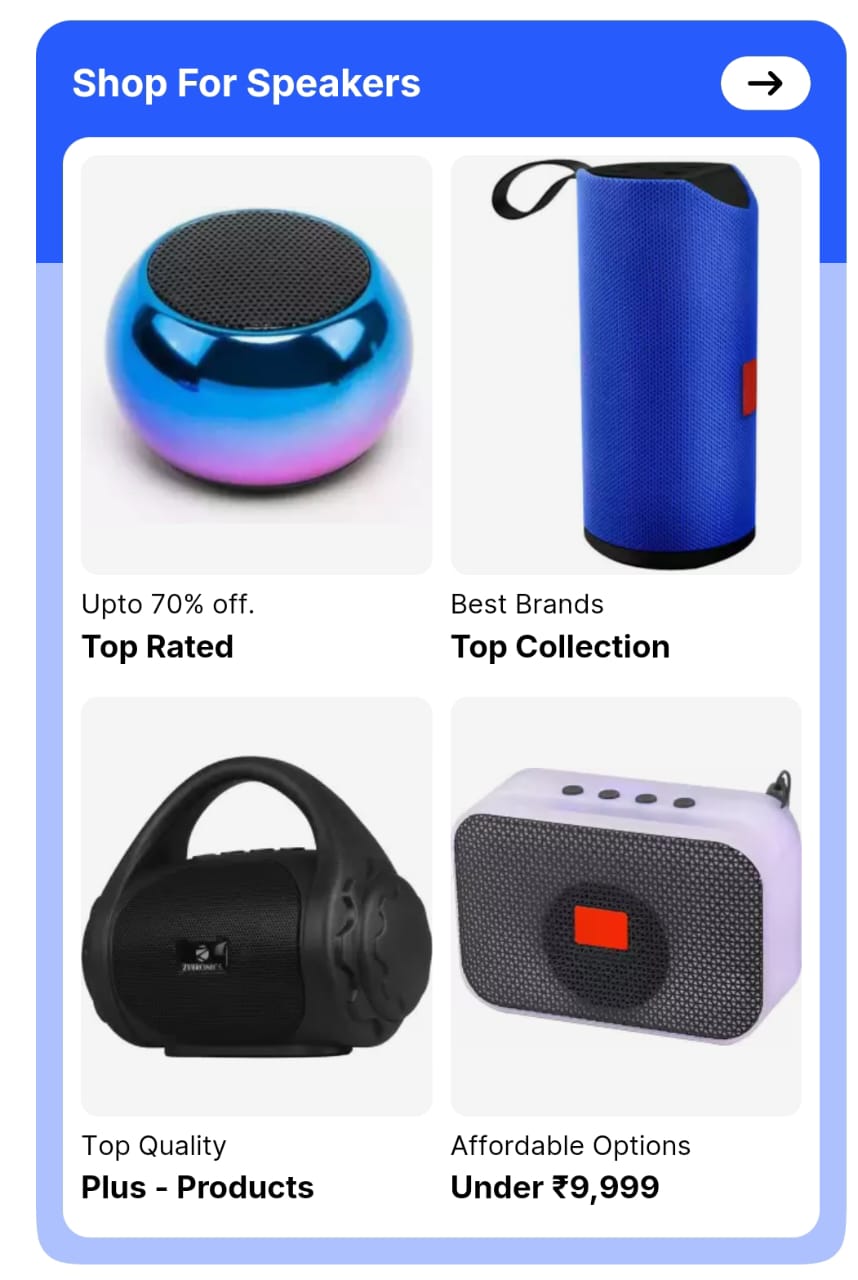 Shop For Speakers
Upto 70% off.
Top Rated
Best Brands
Top Collection
ZEBRONICS
Top Quality
Plus - Products
Affordable Options
Under ₹9,999